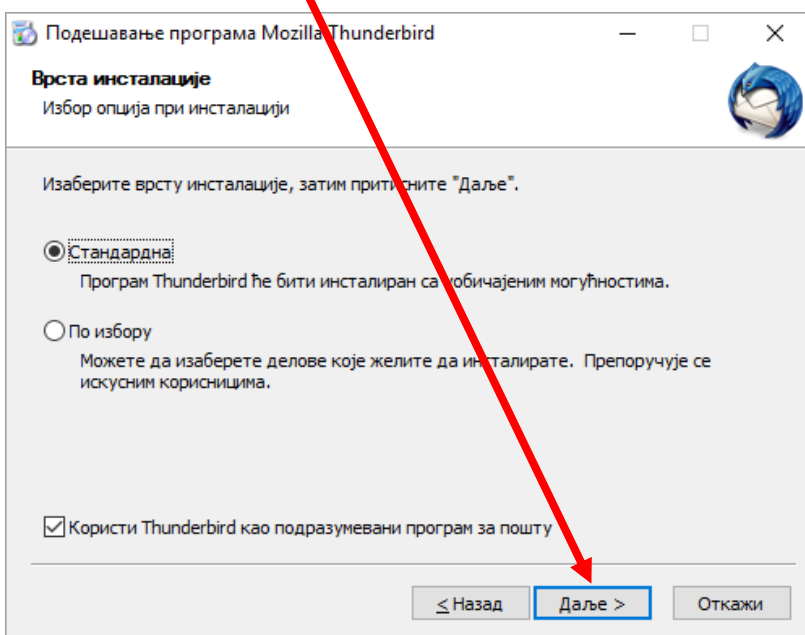 Подешавање програма Mozilla Thunderbird
Врста инсталације
Избор опција при инсталацији
Изаберите врсту инсталације, затим притисните "Даље".
Стандардна
Програм Thunderbird ће бити инсталиран са уобичајеним могућностима.
По избору
Можете да изаберете делове које желите да инсталирате. Препоручује се
искусним корисницима.
Користи Thunderbird као подразумевани програм за пошту
< Назад
Даље >
Откажи